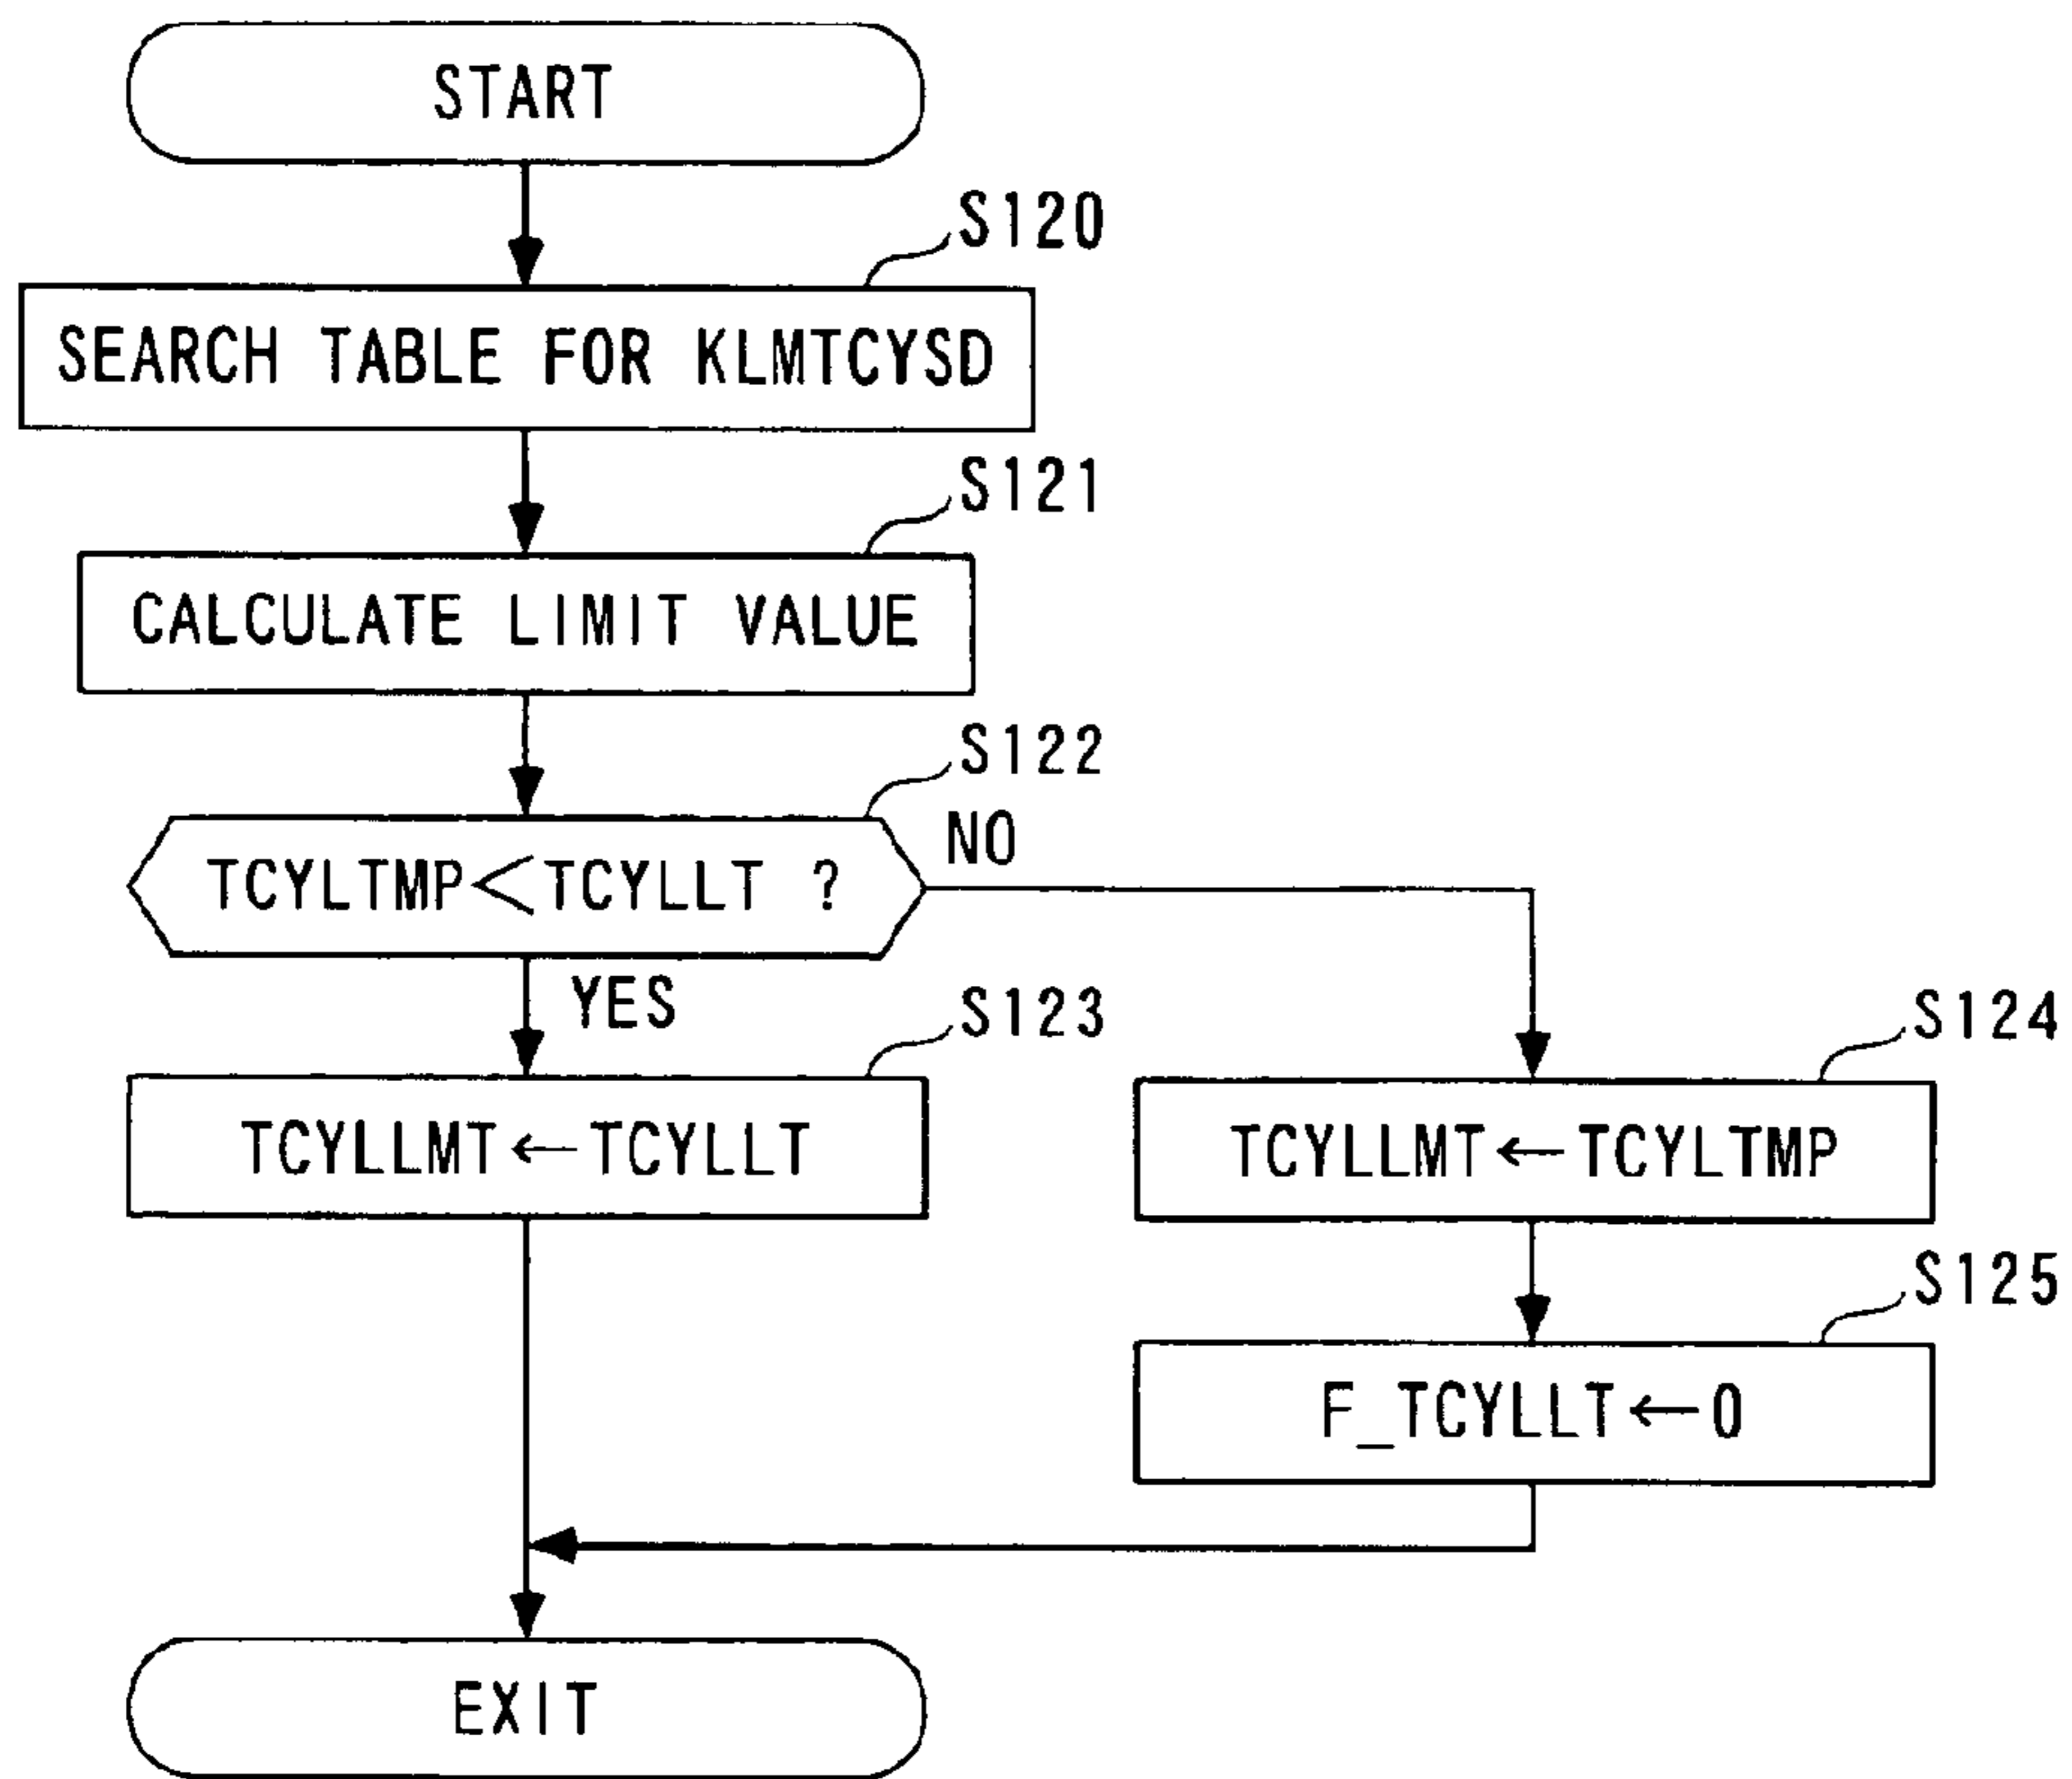 START
S120
SEARCH TABLE FOR KLMTCYSD
S121
CALCULATE LIMIT VALUE
S122
TCYLTMP<TCYLLT ?
NO
YES
S123
TCYLLMT←TCYLLT
S124
TCYLLMT←TCYLTMP
S125
F_TCYLLT←0
EXIT